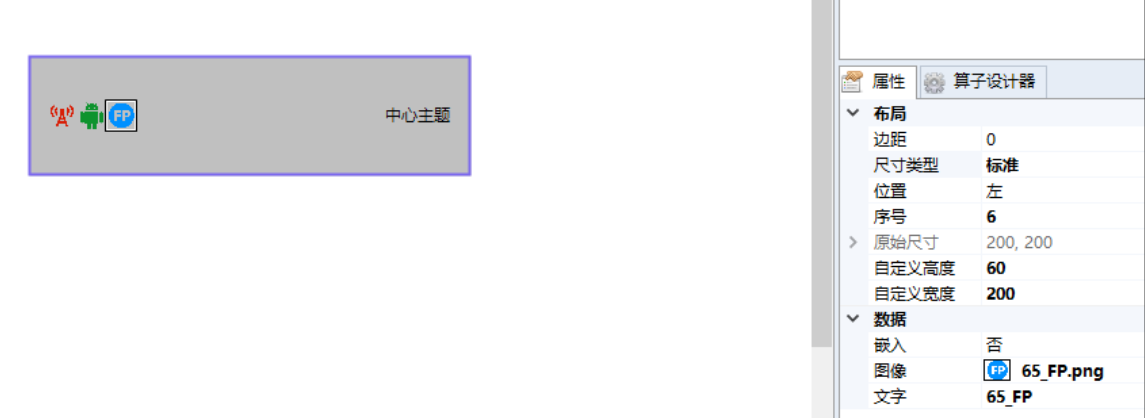 FP
中心主题
属性 算子设计器
布局
边距 0
尺寸类型 标准
位置 左
序号 6
原始尺寸 200, 200
自定义高度 60
自定义宽度 200
数据
嵌入 否
图像 FP 65_FP.png
文字 65_FP